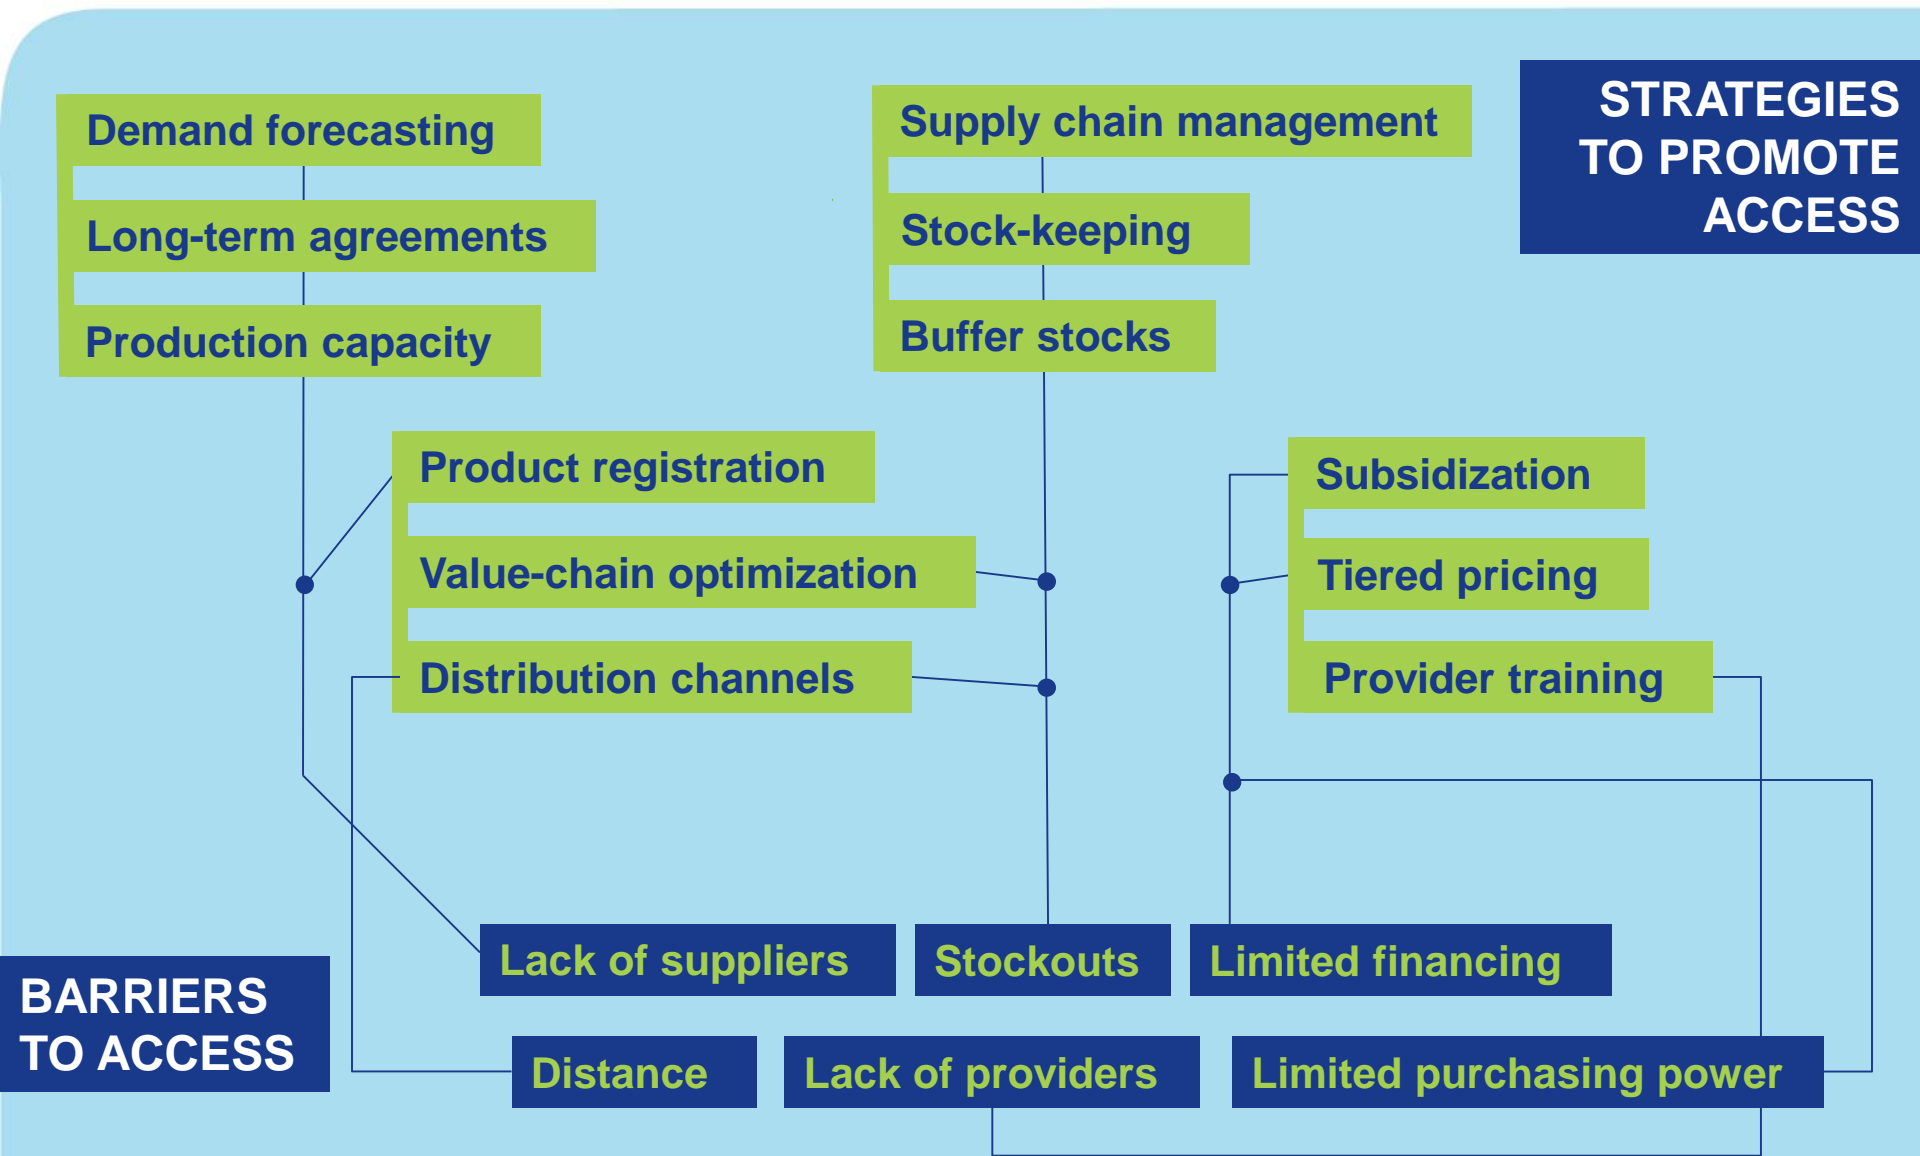 STRATEGIES
TO PROMOTE
ACCESS
Demand forecasting
Long-term agreements
Production capacity
Supply chain management
Stock-keeping
Buffer stocks
Product registration
Value-chain optimization
Distribution channels
Subsidization
Tiered pricing
Provider training
BARRIERS
TO ACCESS
Lack of suppliers
Stockouts
Limited financing
Distance
Lack of providers
Limited purchasing power